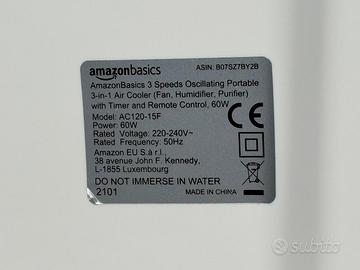 amazonbasics
ASIN: B07SZ7BY2B
AmazonBasics 3 Speeds Oscillating Portable
3-in-1 Air Cooler (Fan, Humidifier, Purifier)
with Timer and Remote Control, 60W
Model: AC120-15F
Power: 60W
Rated Voltage: 220-240V~
Rated Frequency: 50Hz
Amazon EU S.à r.l.,
38 avenue John F. Kennedy,
L-1855 Luxembourg
CE
DO NOT IMMERSE IN WATER
2101
MADE IN CHINA
subito